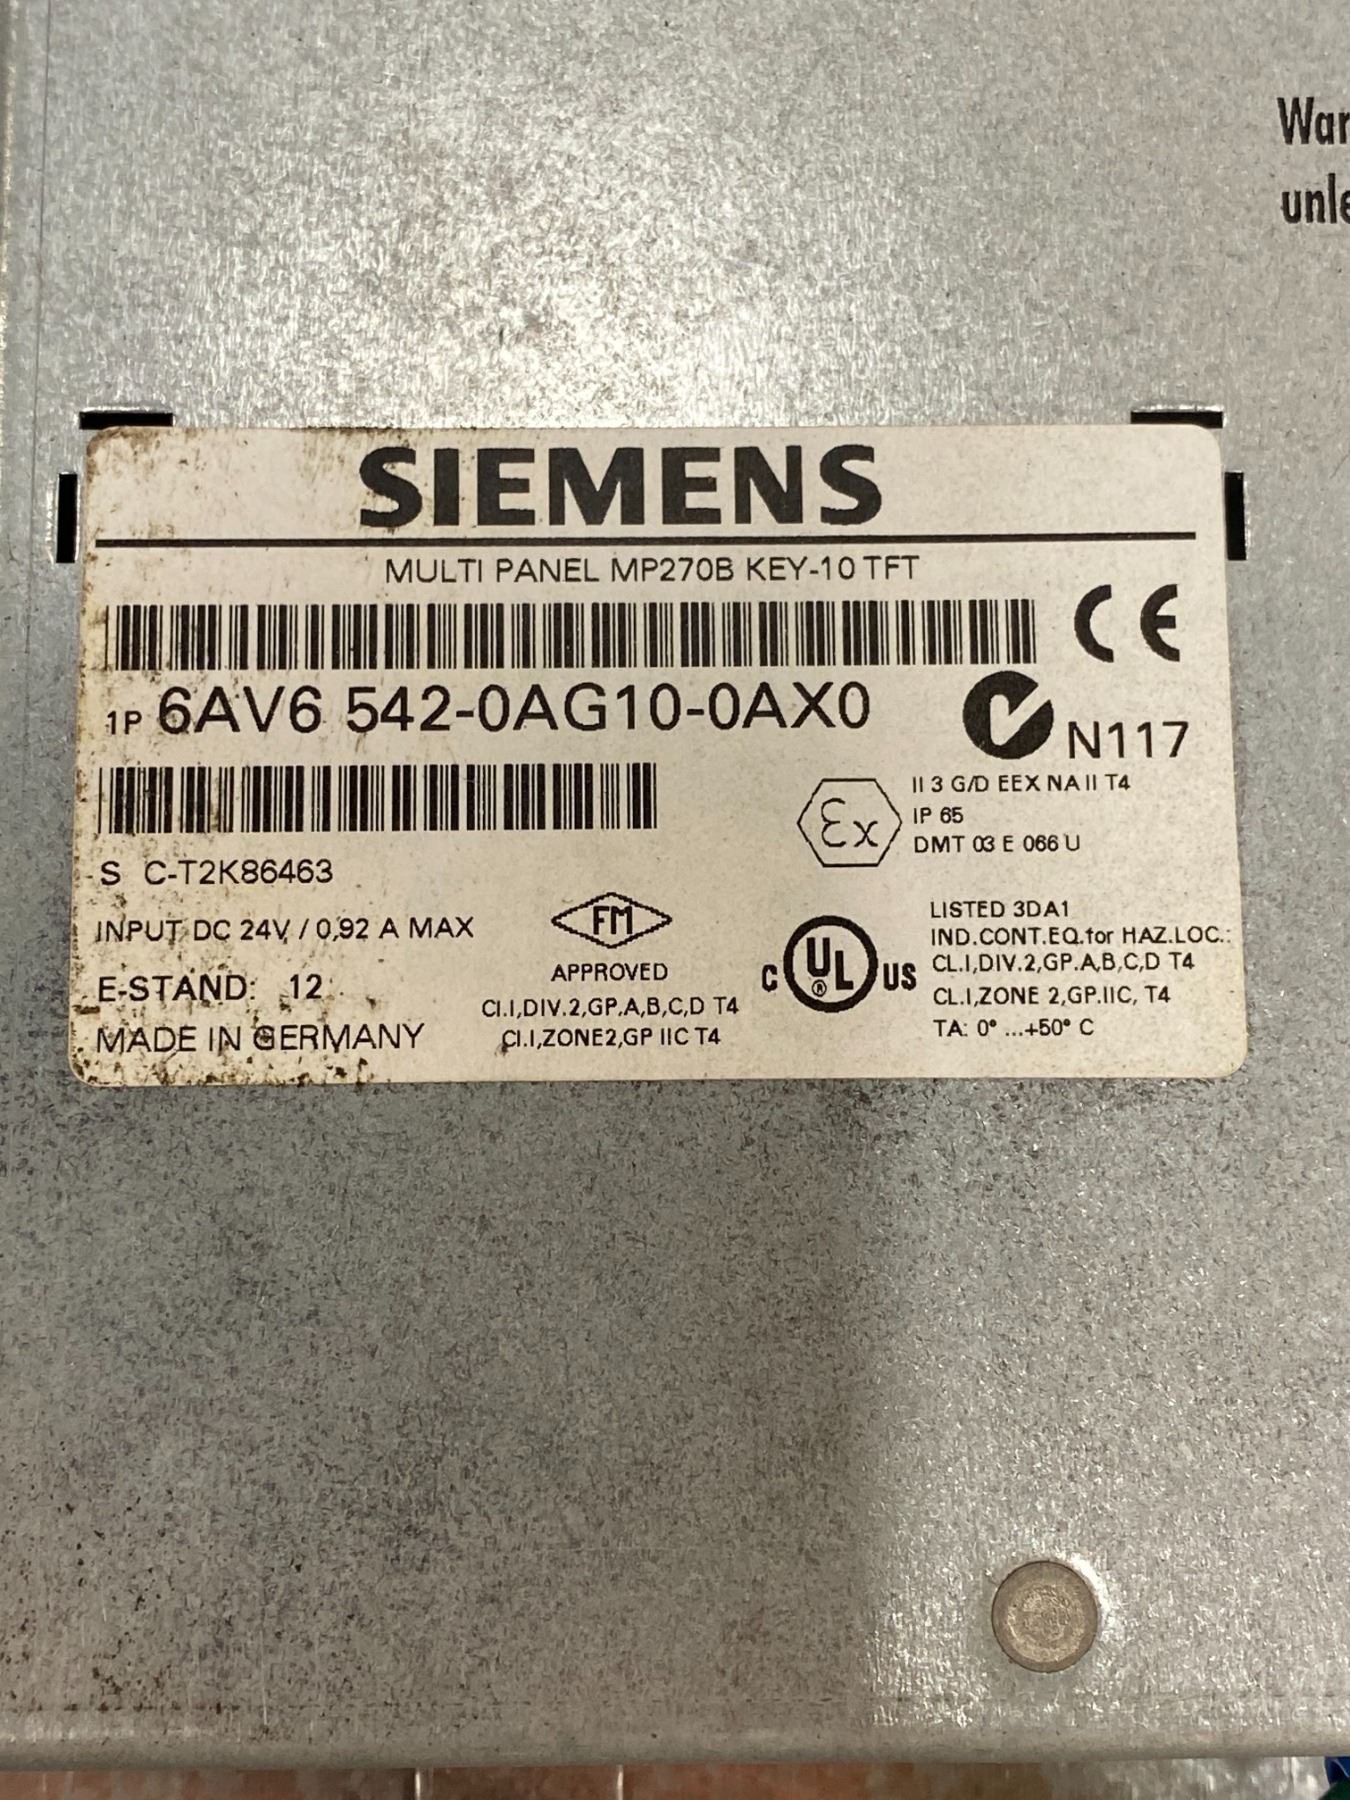 War
unle
SIEMENS
MULTI PANEL MP270B KEY-10 TFT
CE
1P 6AV6 542-0AG10-0AX0
N117
II 3 G/D EEX NA II T4
Ex
IP 65
DMT 03 E 066 U
S C-T2K86463
INPUT DC 24V / 0,92 A MAX
FM
APPROVED
CI.I,DIV.2,GP.A,B,C,D T4
CI.I,ZONE2,GP IIC T4
E-STAND: 12
MADE IN GERMANY
C UL ® US
LISTED 3DA1
IND.CONT.EQ.for HAZ.LOC.:
CL.I,DIV.2,GP.A,B,C,D T4
CL.I,ZONE 2,GP.IIC, T4
TA: 0° ...+50° C